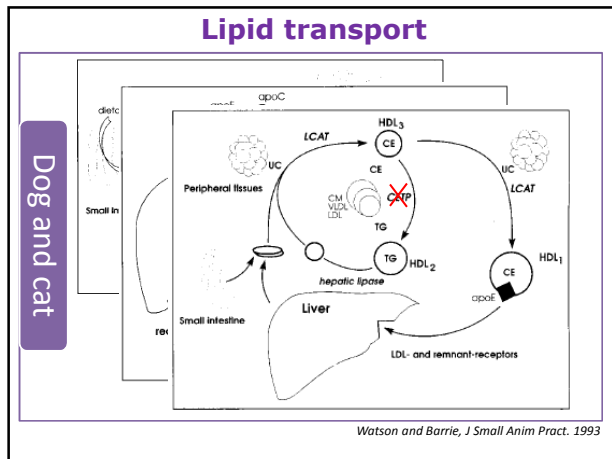 Lipid transport
Dog and cat
apoC
apoE
dieta
Small in
rec
LCAT
HDL3
CE
UC
Peripheral tissues
CE
UC
LCAT
CM
VLDL
LDL
CETP
TG
TG
HDL2
HDL1
CE
hepatic lipase
apoE
Small intestine
Liver
LDL- and remnant-receptors
Watson and Barrie, J Small Anim Pract. 1993